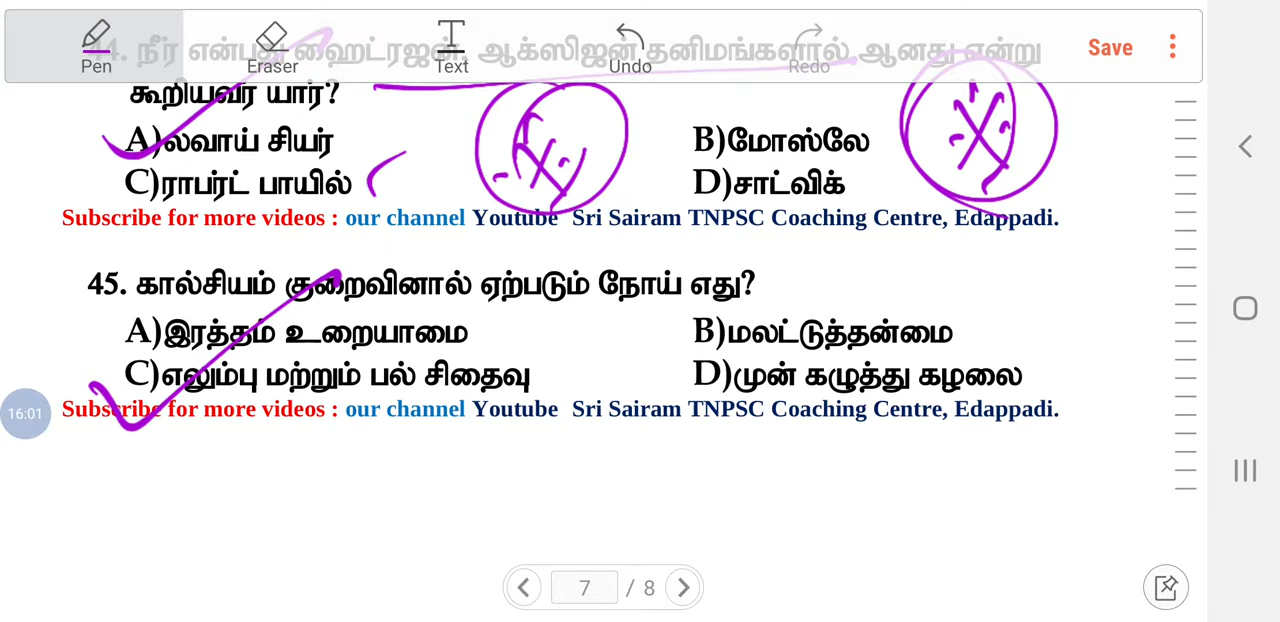 Pen
Eraser
Text
Undo
Redo
Save
44. நீர் என்பது ஹைட்ரஜன், ஆக்ஸிஜன் தனிமங்களால் ஆனது என்று
கூறியவர் யார்?
A)லவாய் சியர் B)மோஸ்லே
C)ராபர்ட் பாயில் D)சாட்விக்
Subscribe for more videos : our channel Youtube Sri Sairam TNPSC Coaching Centre, Edappadi.
45. கால்சியம் குறைவினால் ஏற்படும் நோய் எது?
A)இரத்தம் உறையாமை B)மலட்டுத்தன்மை
C)எலும்பு மற்றும் பல் சிதைவு D)முன் கழுத்து கழலை
16:01
Subscribe for more videos : our channel Youtube Sri Sairam TNPSC Coaching Centre, Edappadi.
7 / 8